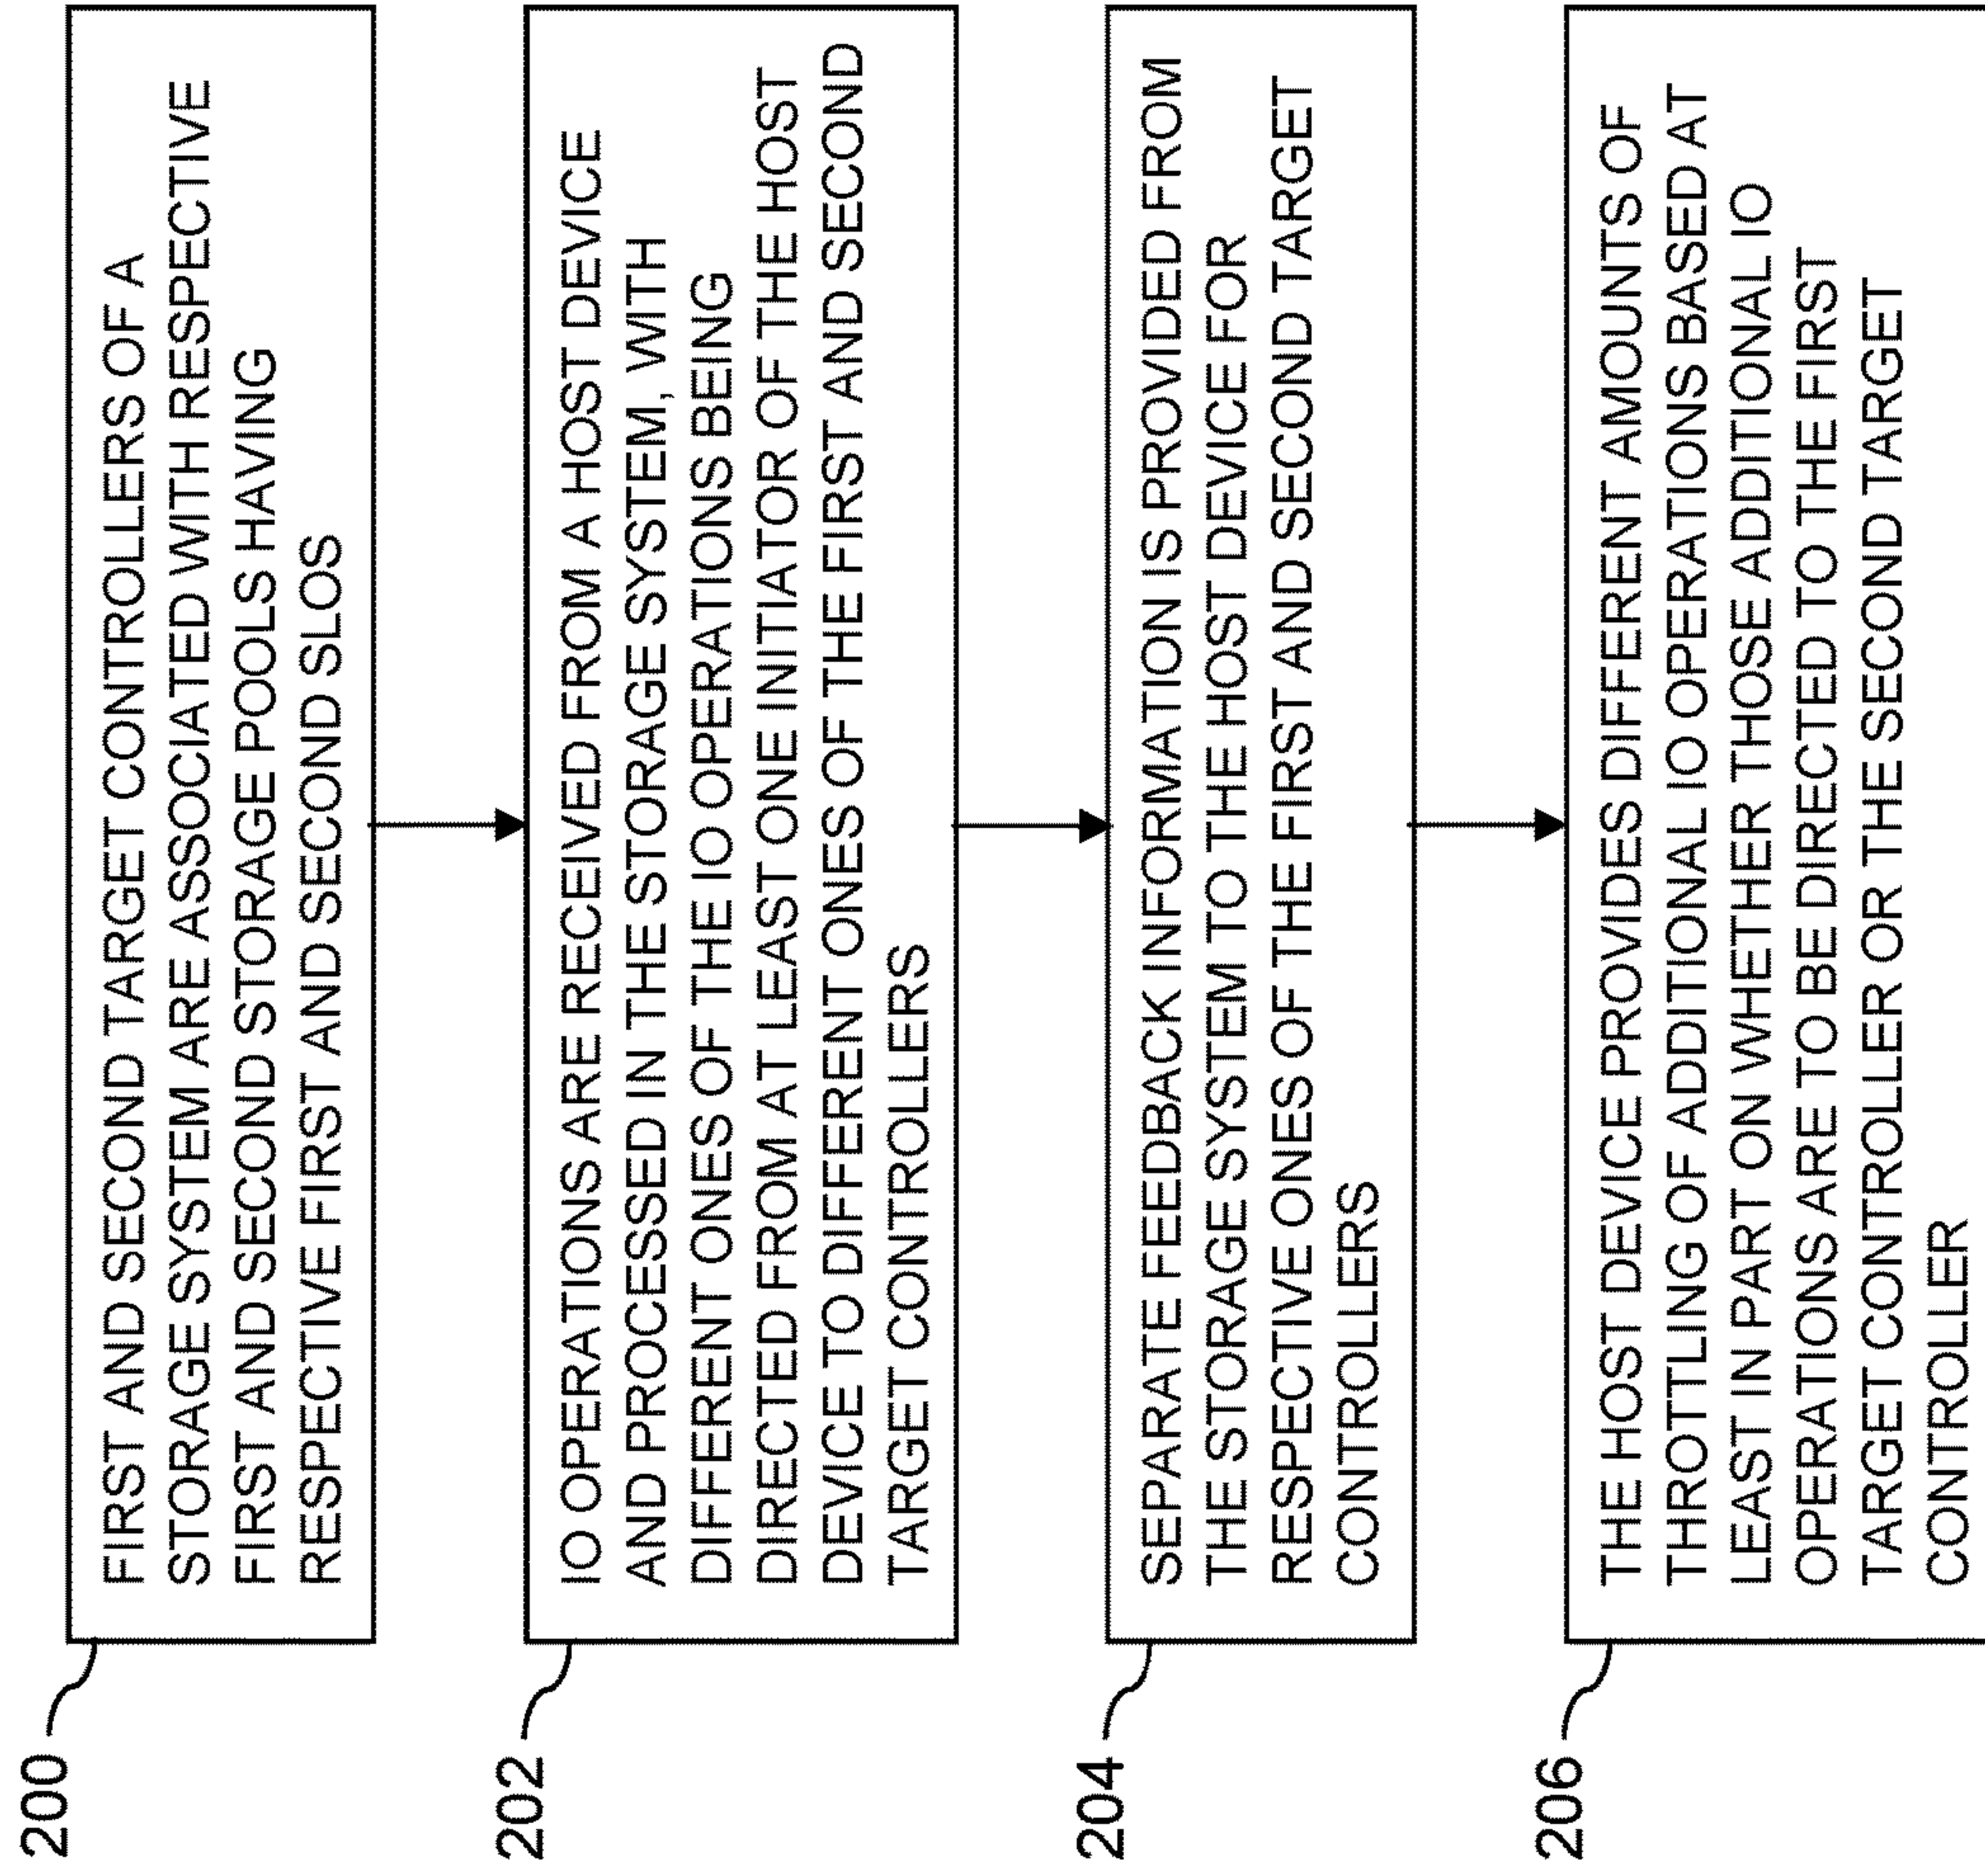 200
FIRST AND SECOND TARGET CONTROLLERS OF A
STORAGE SYSTEM ARE ASSOCIATED WITH RESPECTIVE
FIRST AND SECOND STORAGE POOLS HAVING
RESPECTIVE FIRST AND SECOND SLOS
202
IO OPERATIONS ARE RECEIVED FROM A HOST DEVICE
AND PROCESSED IN THE STORAGE SYSTEM, WITH
DIFFERENT ONES OF THE IO OPERATIONS BEING
DIRECTED FROM AT LEAST ONE INITIATOR OF THE HOST
DEVICE TO DIFFERENT ONES OF THE FIRST AND SECOND
TARGET CONTROLLERS
204
SEPARATE FEEDBACK INFORMATION IS PROVIDED FROM
THE STORAGE SYSTEM TO THE HOST DEVICE FOR
RESPECTIVE ONES OF THE FIRST AND SECOND TARGET
CONTROLLERS
206
THE HOST DEVICE PROVIDES DIFFERENT AMOUNTS OF
THROTTLING OF ADDITIONAL IO OPERATIONS BASED AT
LEAST IN PART ON WHETHER THOSE ADDITIONAL IO
OPERATIONS ARE TO BE DIRECTED TO THE FIRST
TARGET CONTROLLER OR THE SECOND TARGET
CONTROLLER